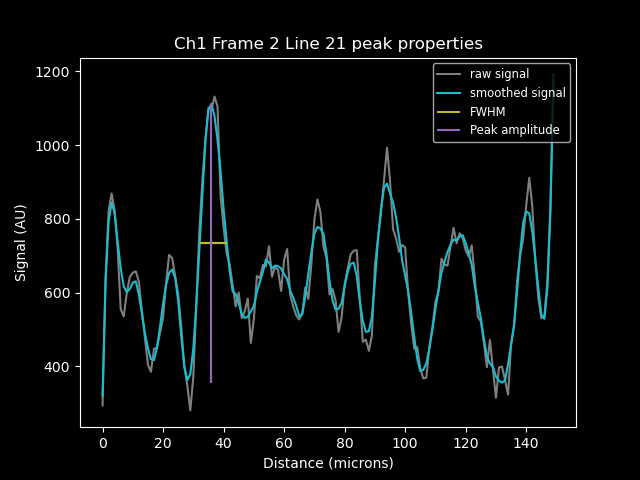 Ch1 Frame 2 Line 21 peak properties
raw signal
smoothed signal
FWHM
Peak amplitude
1200
1000
800
600
400
Signal (AU)
0 20 40 60 80 100 120 140
Distance (microns)